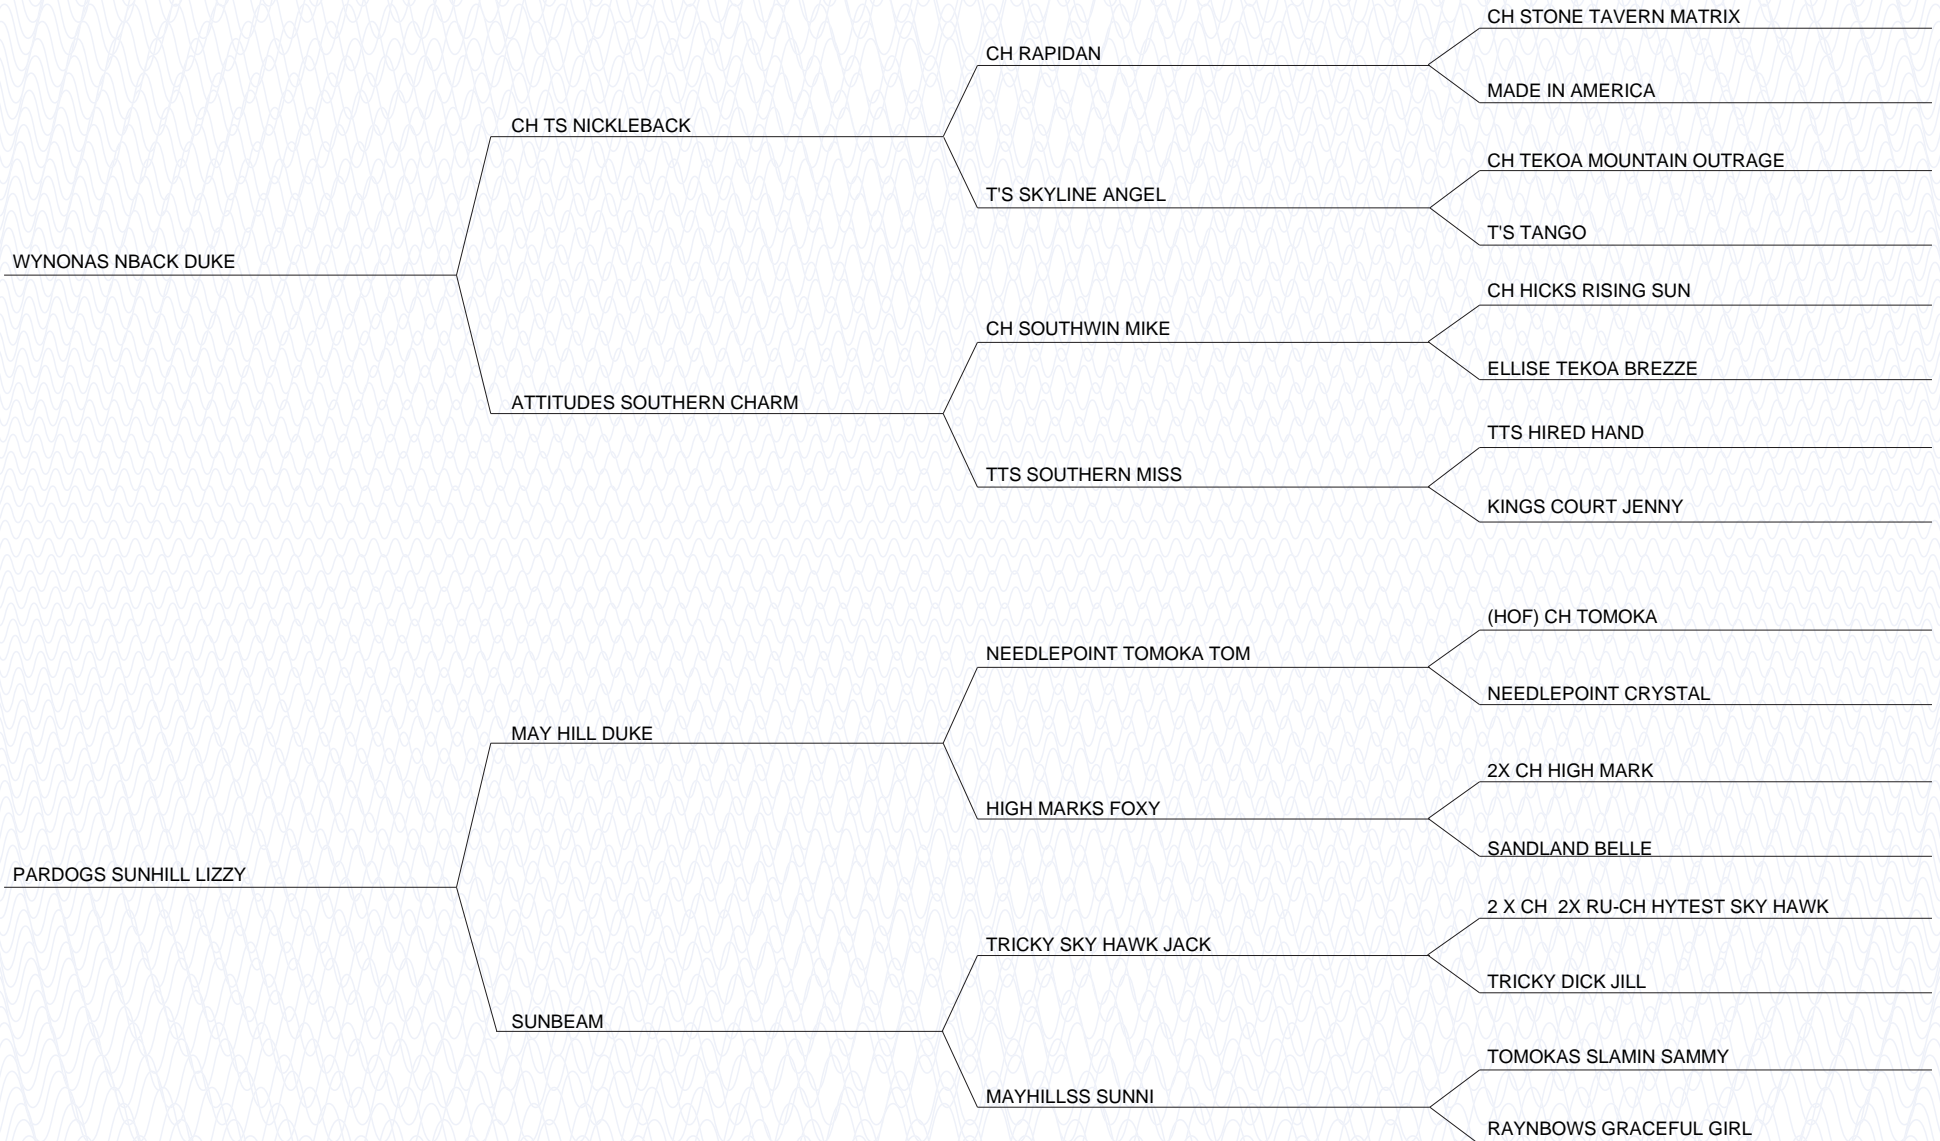 CH STONE TAVERN MATRIX
CH RAPIDAN
MADE IN AMERICA
CH TS NICKLEBACK
CH TEKOA MOUNTAIN OUTRAGE
T'S SKYLINE ANGEL
T'S TANGO
WYNONAS NBACK DUKE
CH HICKS RISING SUN
CH SOUTHWIN MIKE
ELLISE TEKOA BREZZE
ATTITUDES SOUTHERN CHARM
TTS HIRED HAND
TTS SOUTHERN MISS
KINGS COURT JENNY
(HOF) CH TOMOKA
NEEDLEPOINT TOMOKA TOM
NEEDLEPOINT CRYSTAL
MAY HILL DUKE
2X CH HIGH MARK
HIGH MARKS FOXY
SANDLAND BELLE
PARDOGS SUNHILL LIZZY
2 X CH  2X RU-CH HYTEST SKY HAWK
TRICKY SKY HAWK JACK
TRICKY DICK JILL
SUNBEAM
TOMOKAS SLAMIN SAMMY
MAYHILLSS SUNNI
RAYNBOWS GRACEFUL GIRL